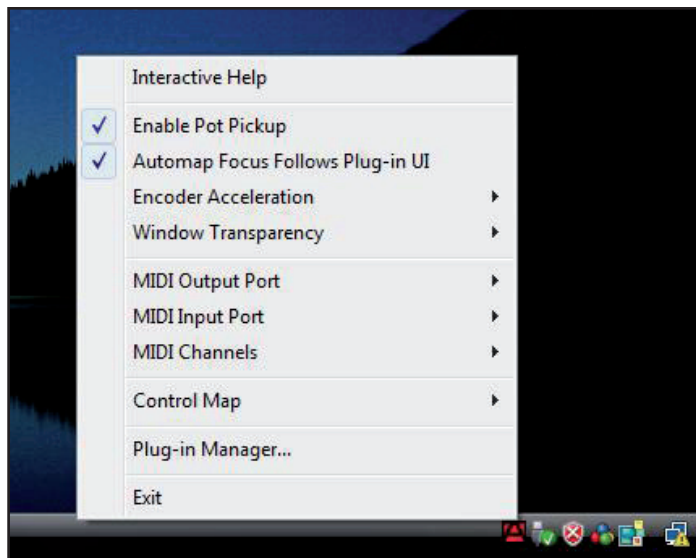 Interactive Help
Enable Pot Pickup
Automap Focus Follows Plug-in UI
Encoder Acceleration
Window Transparency
MIDI Output Port
MIDI Input Port
MIDI Channels
Control Map
Plug-in Manager...
Exit